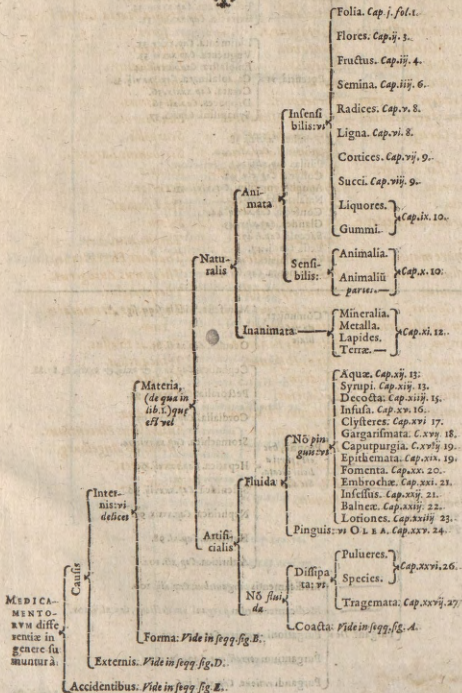 Folia. Cap. j. fol. 1.
Flores. Cap. ij. 3.
Fructus. Cap. iij. 4.
Semina. Cap. iiij. 6.
Insensi
bilis: vt
Radices. Cap. v. 8.
Ligna. Cap. vi. 8.
Cortices. Cap. vij. 9.
Succi. Cap. viij. 9.
Ani-
mata
Liquores.
Gummi.
Cap. ix. 10.
Natu-
ralis
Sensi-
bilis:
Animalia.
Animaliū
partes.
Cap. x. 10.
Inanimata
Mineralia.
Metalla.
Lapides.
Terræ.
Cap. xi. 12.
Materia,
(de qua in
lib. 1.) quę
est vel
Aquæ. Cap. xij. 13.
Syrupi. Cap. xiij. 13.
Decocta: Cap. xiiij. 15.
Infusa. Cap. xv. 16.
Clysteres. Cap. xvi 17.
Gargarismata. C. xvij 18.
Caputpurgia. C. xviij 19.
Epithemata. Cap. xix. 19.
Fomenta. Cap. xx. 20.
Embrochæ. Cap. xxi. 21.
Insessus. Cap. xxij. 21.
Balneæ. Cap. xxiij. 22.
Lotiones. Cap. xxiiij 23.
Nō pin
gun: vt
Fluida
Inter-
nis: vi
delicet
Pinguis: vt OLEA. Cap. xxv. 24.
Artifi-
cialis
Causis
Dissipa
ta: vt
Pulueres.
Species.
Cap. xxvi. 26.
Nō flui
da
Tragemata: Cap. xxvij. 27
Coacta: Vide in seqq. fig. A.
MEDICA-
MENTO-
RVM diffe
rentiæ in
genere su
muntur à:
Forma: Vide in seqq. fig. B.
Externis. Vide in seqq. fig. D.
Accidentibus. Vide in seqq. fig. E.